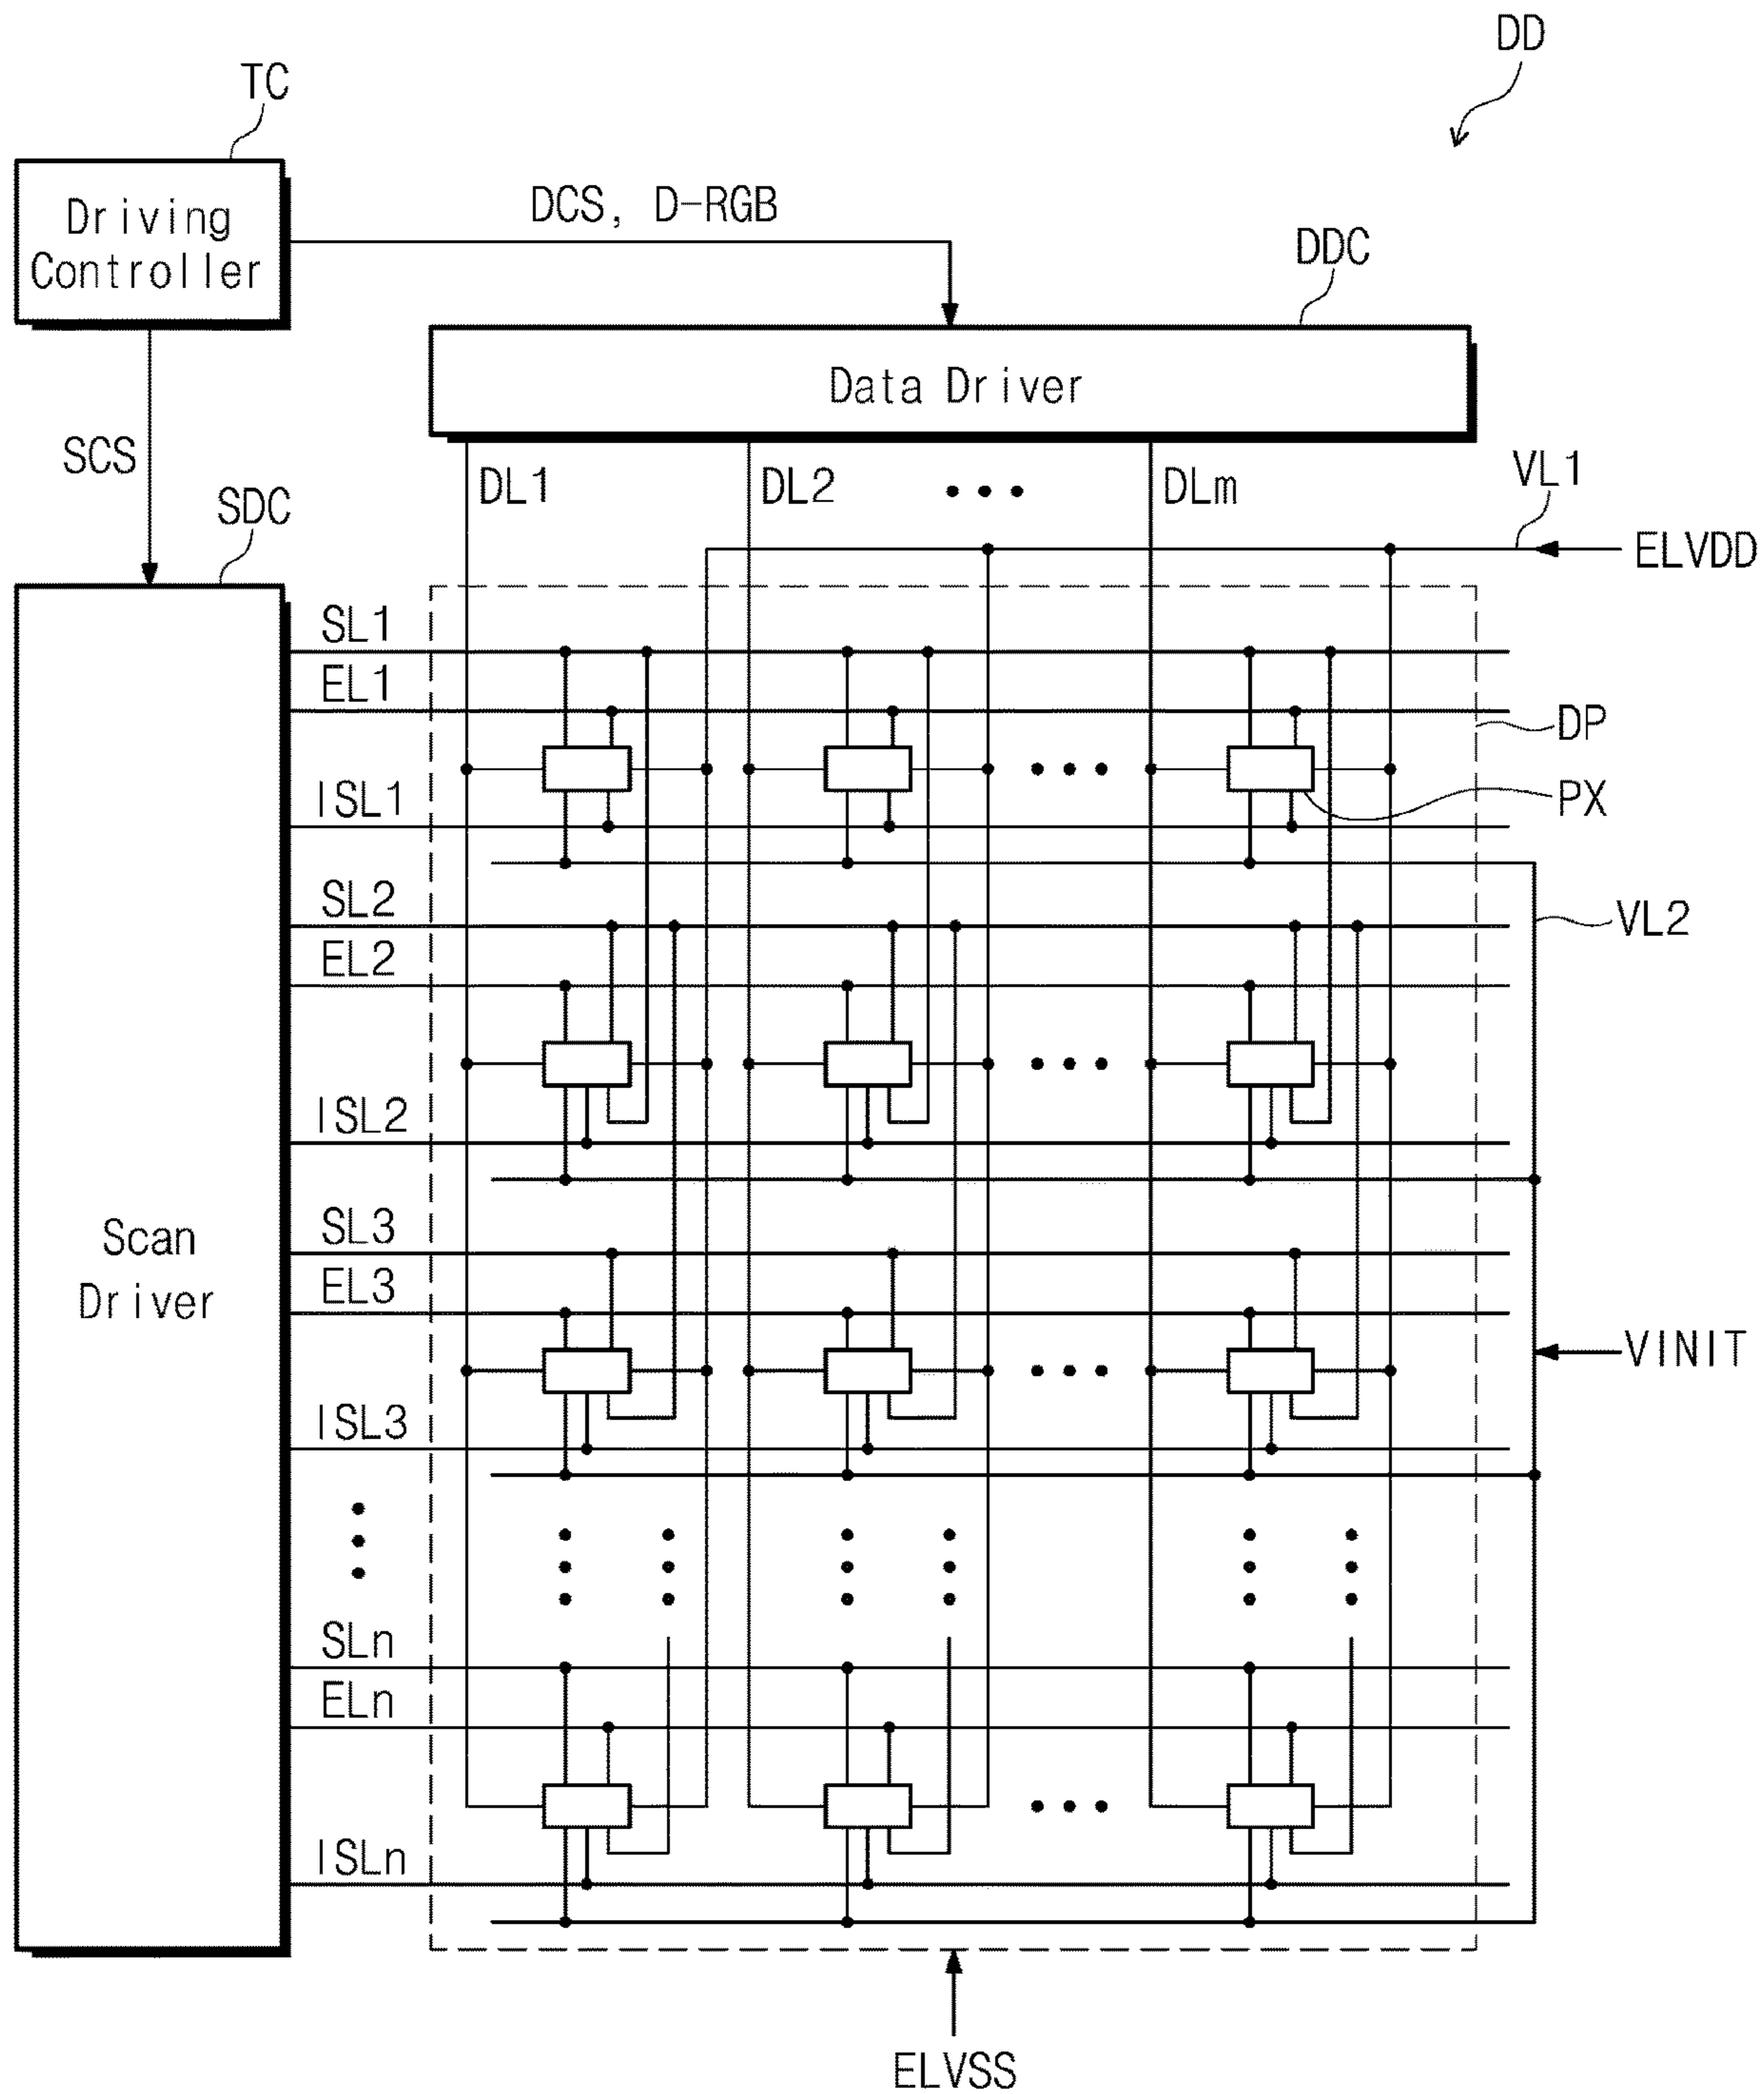 DD
TC
Driving
Controller
DCS, D-RGB
DDC
Data Driver
SCS
SDC
DL1
DL2
DLm
VL1
ELVDD
SL1
EL1
DP
ISL1
PX
SL2
VL2
EL2
ISL2
Scan
Driver
SL3
EL3
VINIT
ISL3
SLn
ELn
ISLn
ELVSS